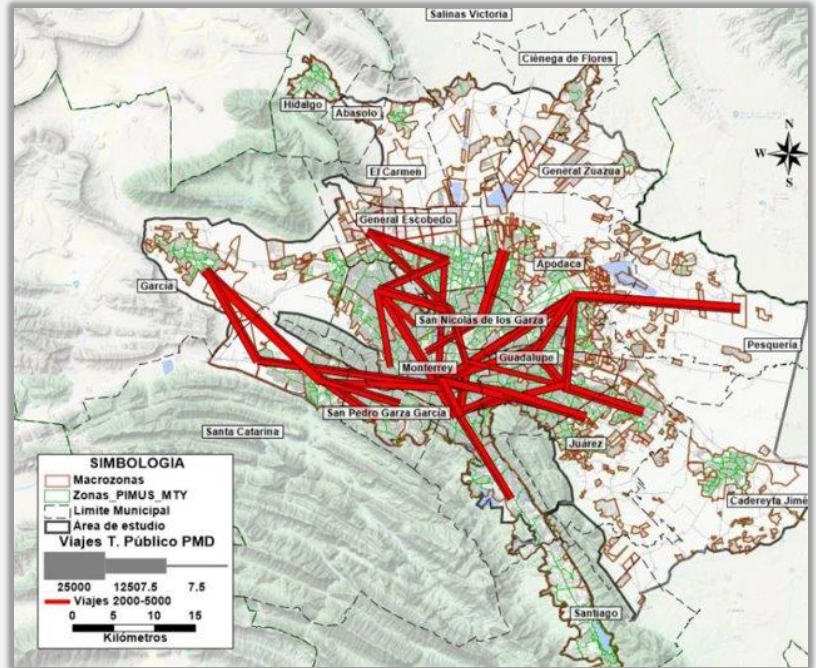 Salinas Victoria
Ciénega de Flores
Hidalgo
Abasolo
N
W E
S
El Carmen
General Zuazua
General Escobedo
Apodaca
García
San Nicolás de los Garza
Pesquería
Monterrey
Guadalupe
San Pedro Garza García
Santa Catarina
Juárez
Cadereyta Jimé
Santiago
SIMBOLOGIA
Macrozonas
Zonas_PIMUS_MTY
Limite Municipal
Área de estudio
Viajes T. Público PMD
25000 12507.5 7.5
Viajes 2000-5000
0 5 10 15
Kilómetros